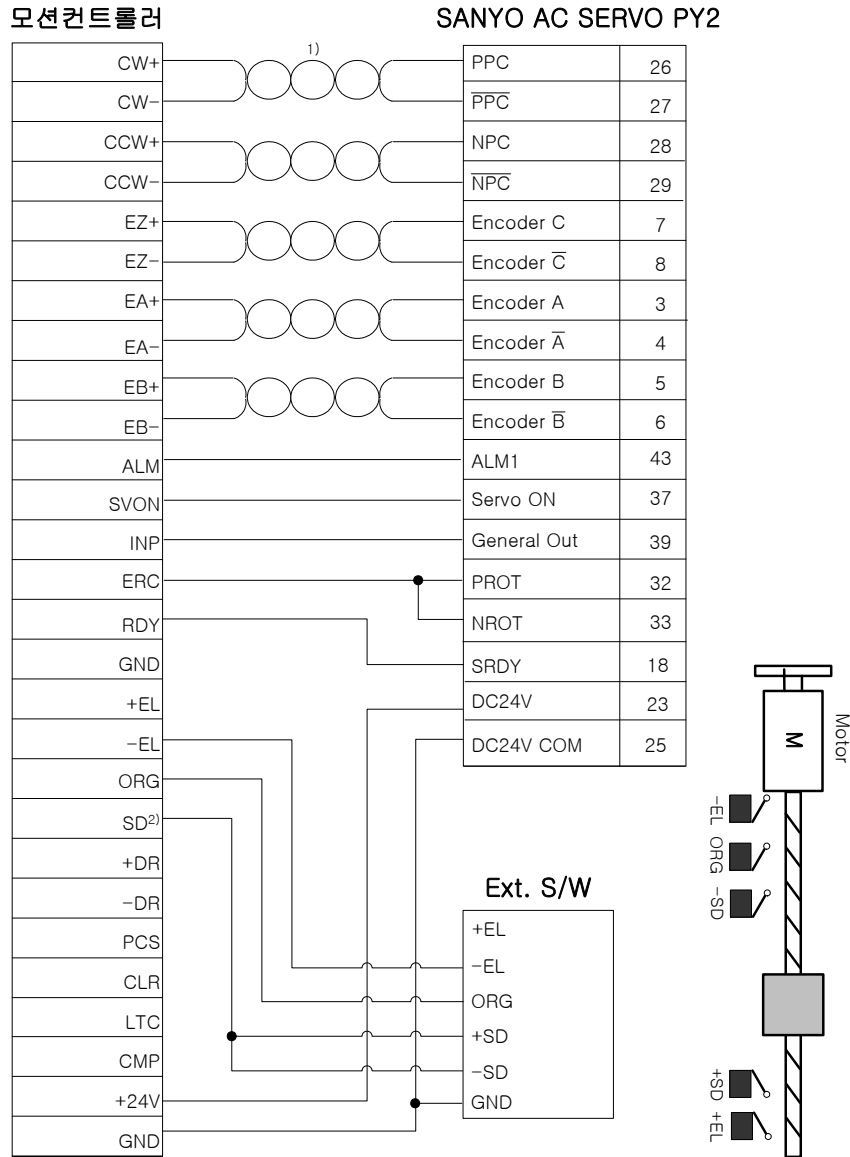 모션컨트롤러
SANYO AC SERVO PY2
1)
CW+ PPC 26
CW- P̅P̅C̅ 27
CCW+ NPC 28
CCW- N̅P̅C̅ 29
EZ+ Encoder C 7
EZ- Encoder C̅ 8
EA+ Encoder A 3
EA- Encoder A̅ 4
EB+ Encoder B 5
EB- Encoder B̅ 6
ALM ALM1 43
SVON Servo ON 37
INP General Out 39
ERC PROT 32
RDY NROT 33
GND SRDY 18
+EL DC24V 23
-EL DC24V COM 25
ORG
SD2)
+DR
-DR
PCS
CLR
LTC
CMP
+24V
GND
Ext. S/W
+EL
-EL
ORG
+SD
-SD
GND
M
Motor
-EL
ORG
-SD
+SD
+EL